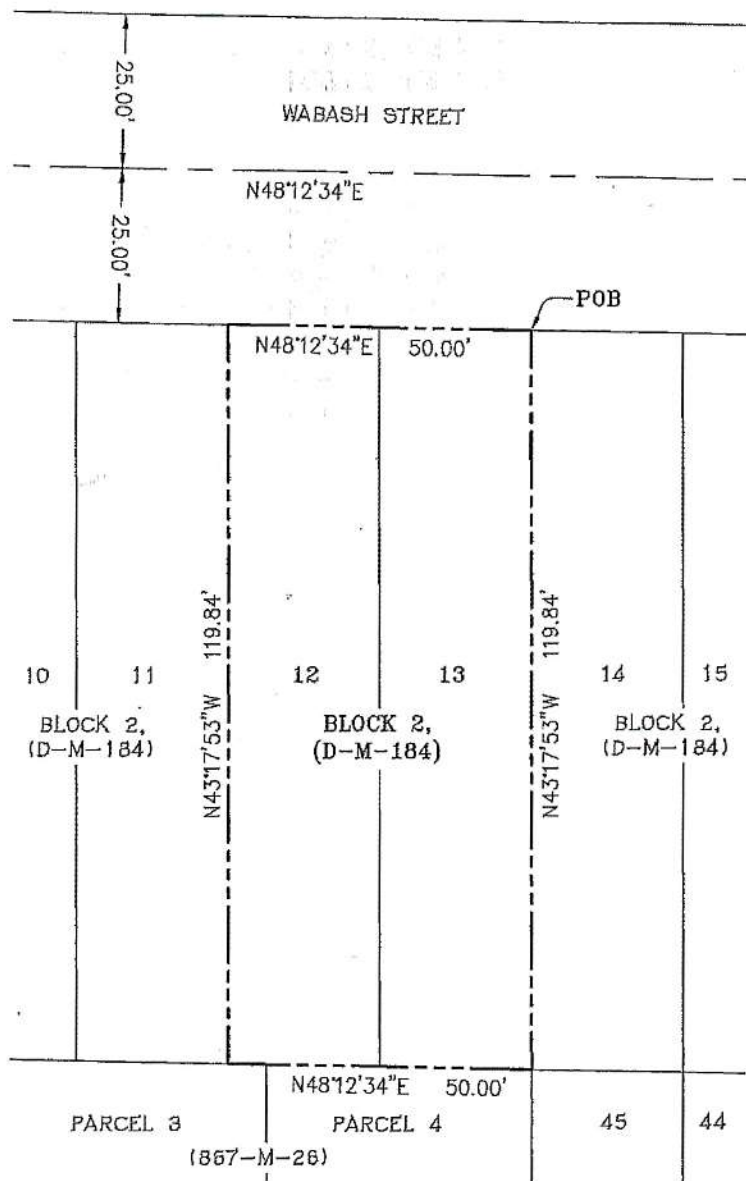 25.00'
WABASH STREET
N48°12'34"E
25.00'
POB
N48°12'34"E 50.00'
N43°17'53"W 119.84'
N43°17'53"W 119.84'
10 11 12 13 14 15
BLOCK 2,
(D-M-184)
BLOCK 2,
(D-M-184)
BLOCK 2,
(D-M-184)
N48°12'34"E 50.00'
PARCEL 3 PARCEL 4 45 44
(867-M-26)